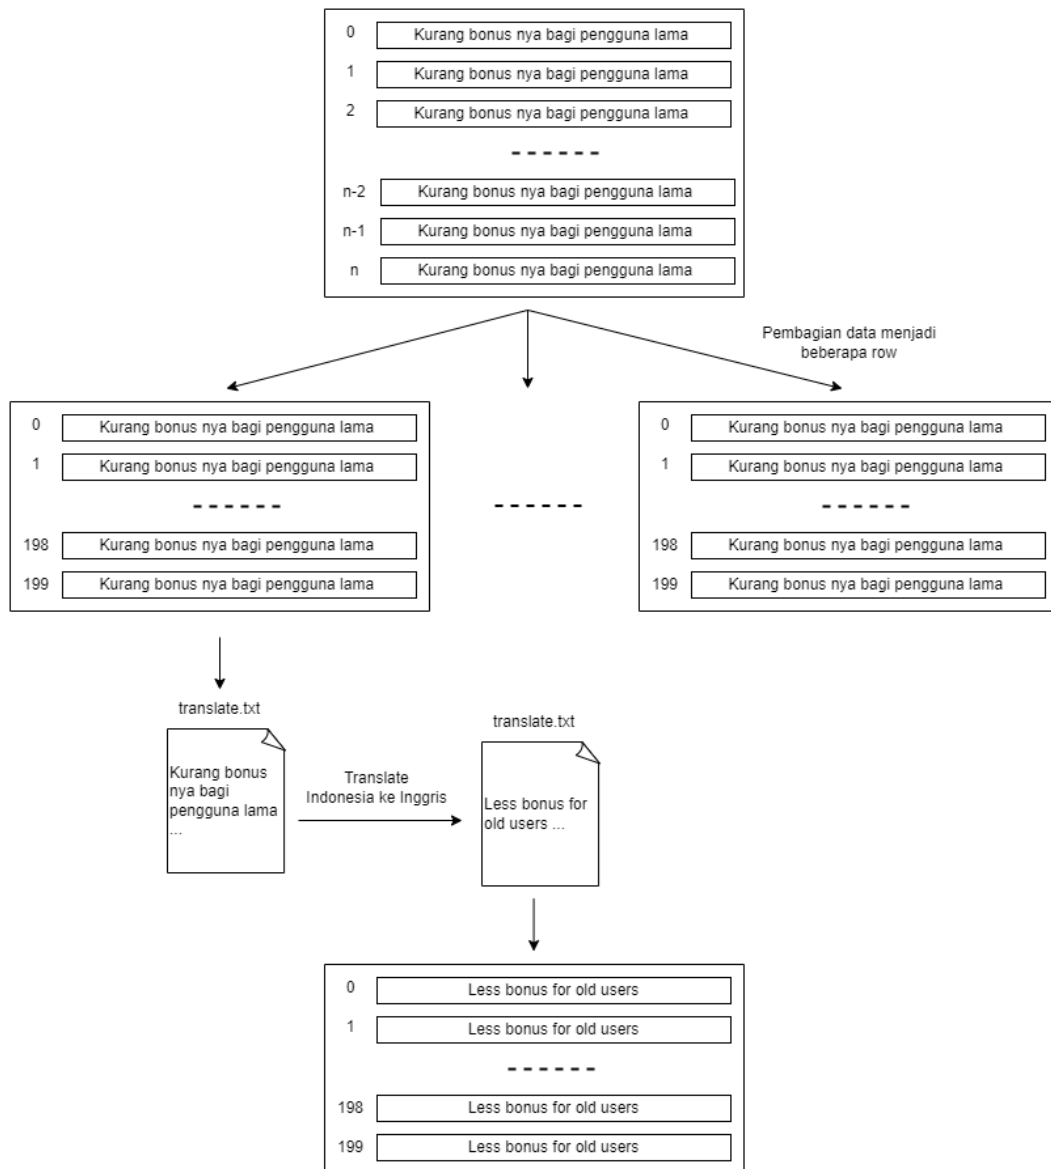 0 Kurang bonus nya bagi pengguna lama
1 Kurang bonus nya bagi pengguna lama
2 Kurang bonus nya bagi pengguna lama
------
n-2 Kurang bonus nya bagi pengguna lama
n-1 Kurang bonus nya bagi pengguna lama
n Kurang bonus nya bagi pengguna lama
Pembagian data menjadi
beberapa row
0 Kurang bonus nya bagi pengguna lama
1 Kurang bonus nya bagi pengguna lama
------
198 Kurang bonus nya bagi pengguna lama
199 Kurang bonus nya bagi pengguna lama
------
0 Kurang bonus nya bagi pengguna lama
1 Kurang bonus nya bagi pengguna lama
------
198 Kurang bonus nya bagi pengguna lama
199 Kurang bonus nya bagi pengguna lama
translate.txt
Kurang bonus
nya bagi
pengguna lama
...
Translate
Indonesia ke Inggris
translate.txt
Less bonus for
old users ...
0 Less bonus for old users
1 Less bonus for old users
------
198 Less bonus for old users
199 Less bonus for old users